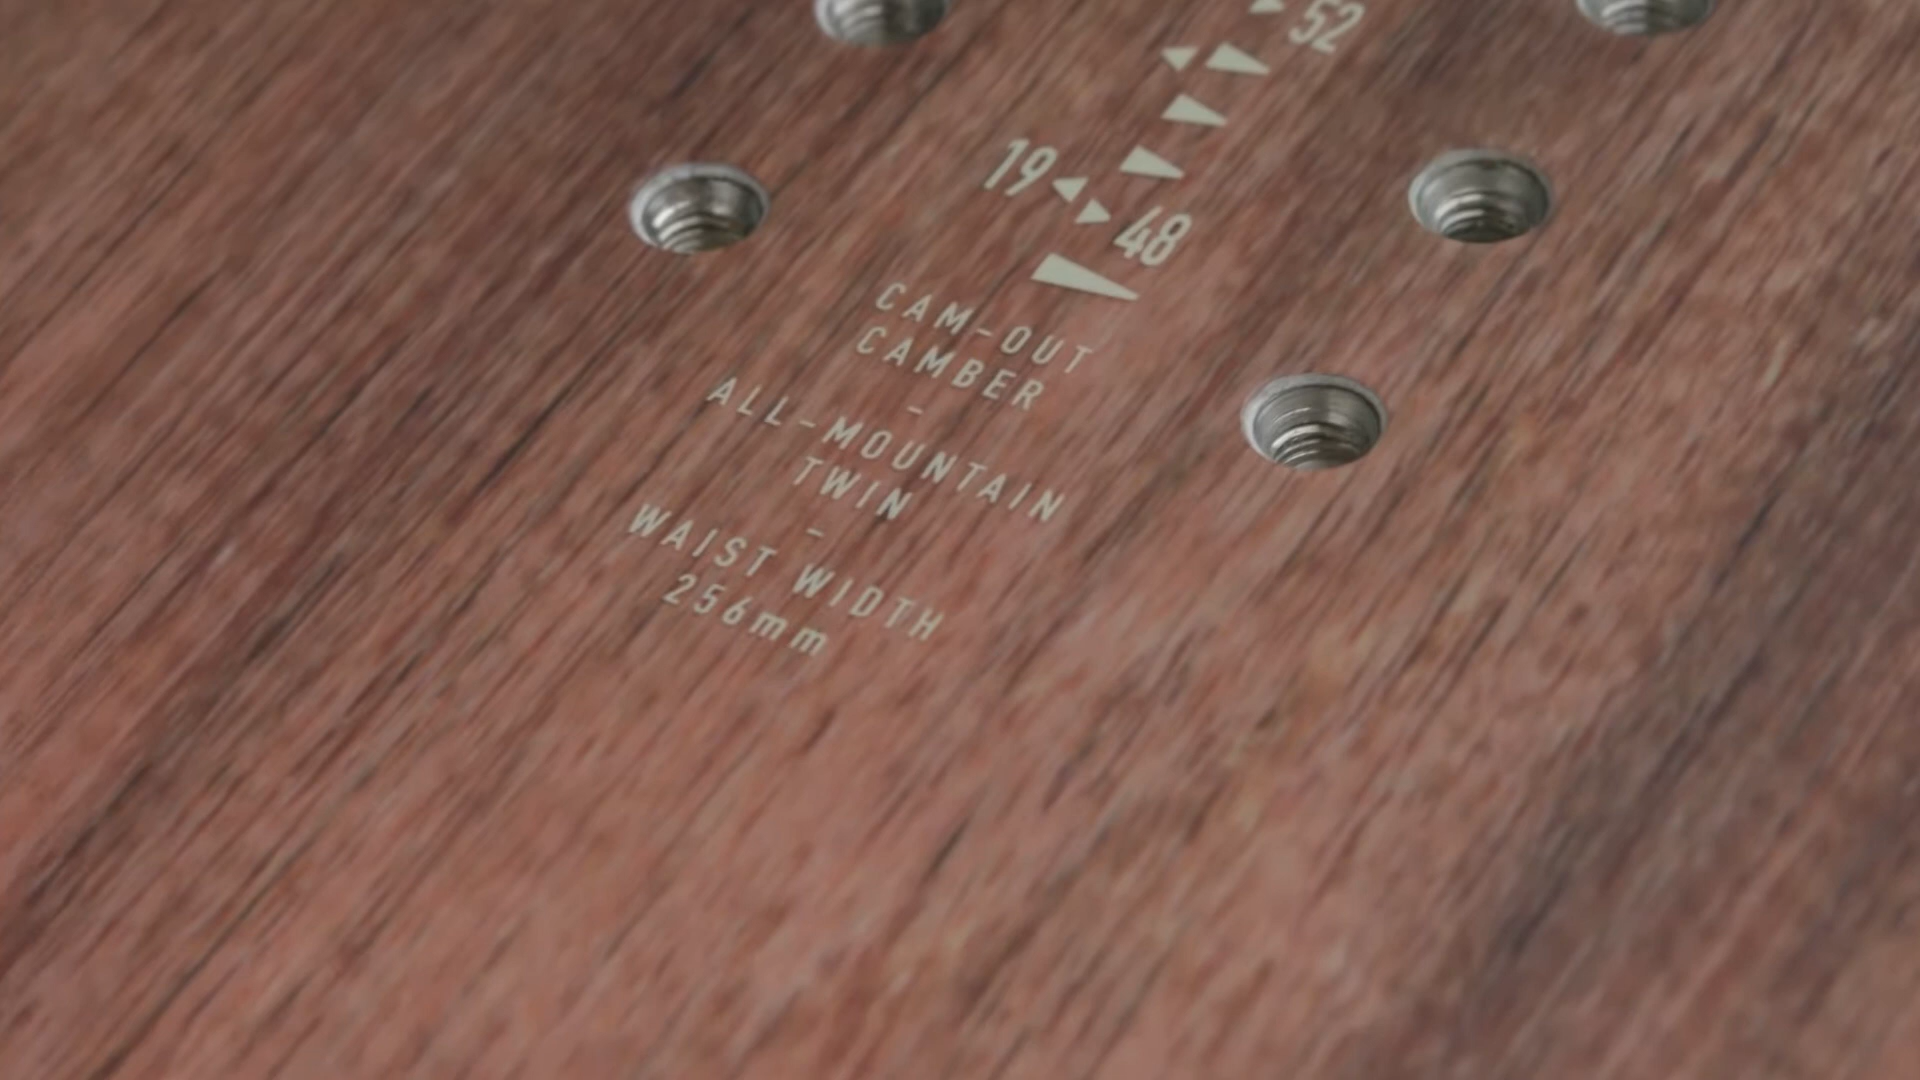 52
19
48
CAM-OUT
CAMBER
-
ALL-MOUNTAIN
TWIN
-
WAIST WIDTH
256mm